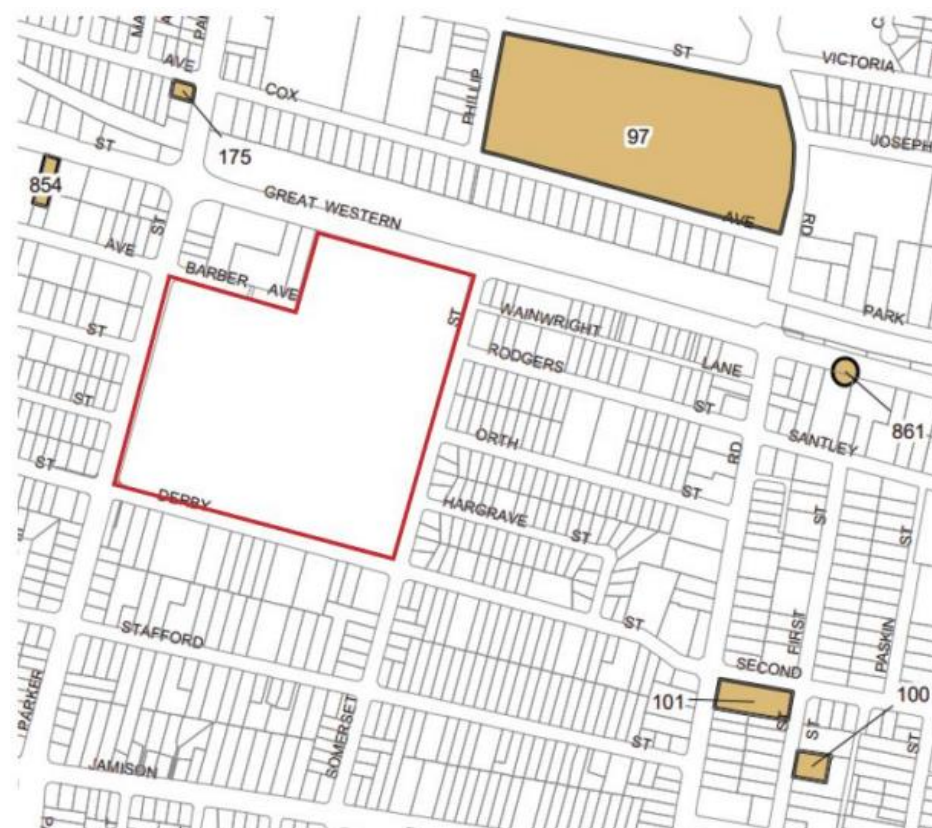 AVE
ST
VICTORIA
COX
PHILLIP
97
JOSEPH
175
ST
854
GREAT WESTERN
AVE
RD
ST
AVE
BARBER
AVE
ST
PARK
WAINWRIGHT
ST
RODGERS
LANE
ST
ST
861
ORTH
SANTLEY
RD
ST
DERBY
ST
HARGRAVE
ST
ST
ST
ST
STAFFORD
FIRST
PASKIN
SECOND
PARKER
SOMERSET
101
ST
ST
100
ST
ST
JAMISON